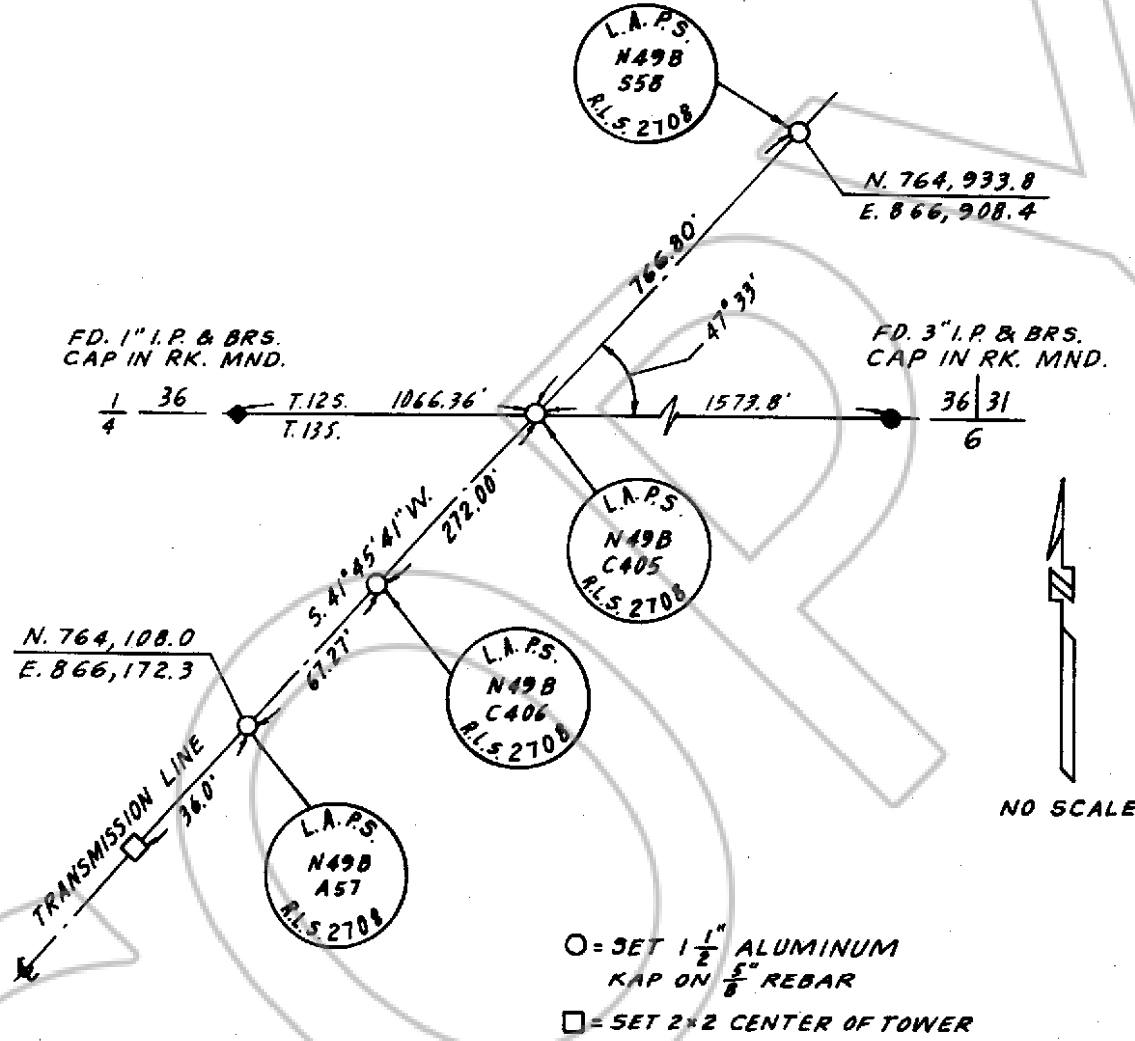 L.A.P.S.
N49B
S58
R.L.S. 2708
N. 764,933.8
E. 866,908.4
766.80'
47°33'
FD. 1" I.P. & BRS.
CAP IN RK. MND.
FD. 3" I.P. & BRS.
CAP IN RK. MND.
1/4 36
T.12S. 1066.36'
T.13S.
1573.8'
36|31
6
S. 41°45'41" W.
272.00'
L.A.P.S.
N49B
C405
R.L.S. 2708
N. 764,108.0
E. 866,172.3
67.27'
L.A.P.S.
N49B
C406
R.L.S. 2708
TRANSMISSION LINE
36.0'
L.A.P.S.
N49B
A57
R.L.S. 2708
NO SCALE
O = SET 1 1/2" ALUMINUM
KAP ON 5/8" REBAR
□ = SET 2x2 CENTER OF TOWER